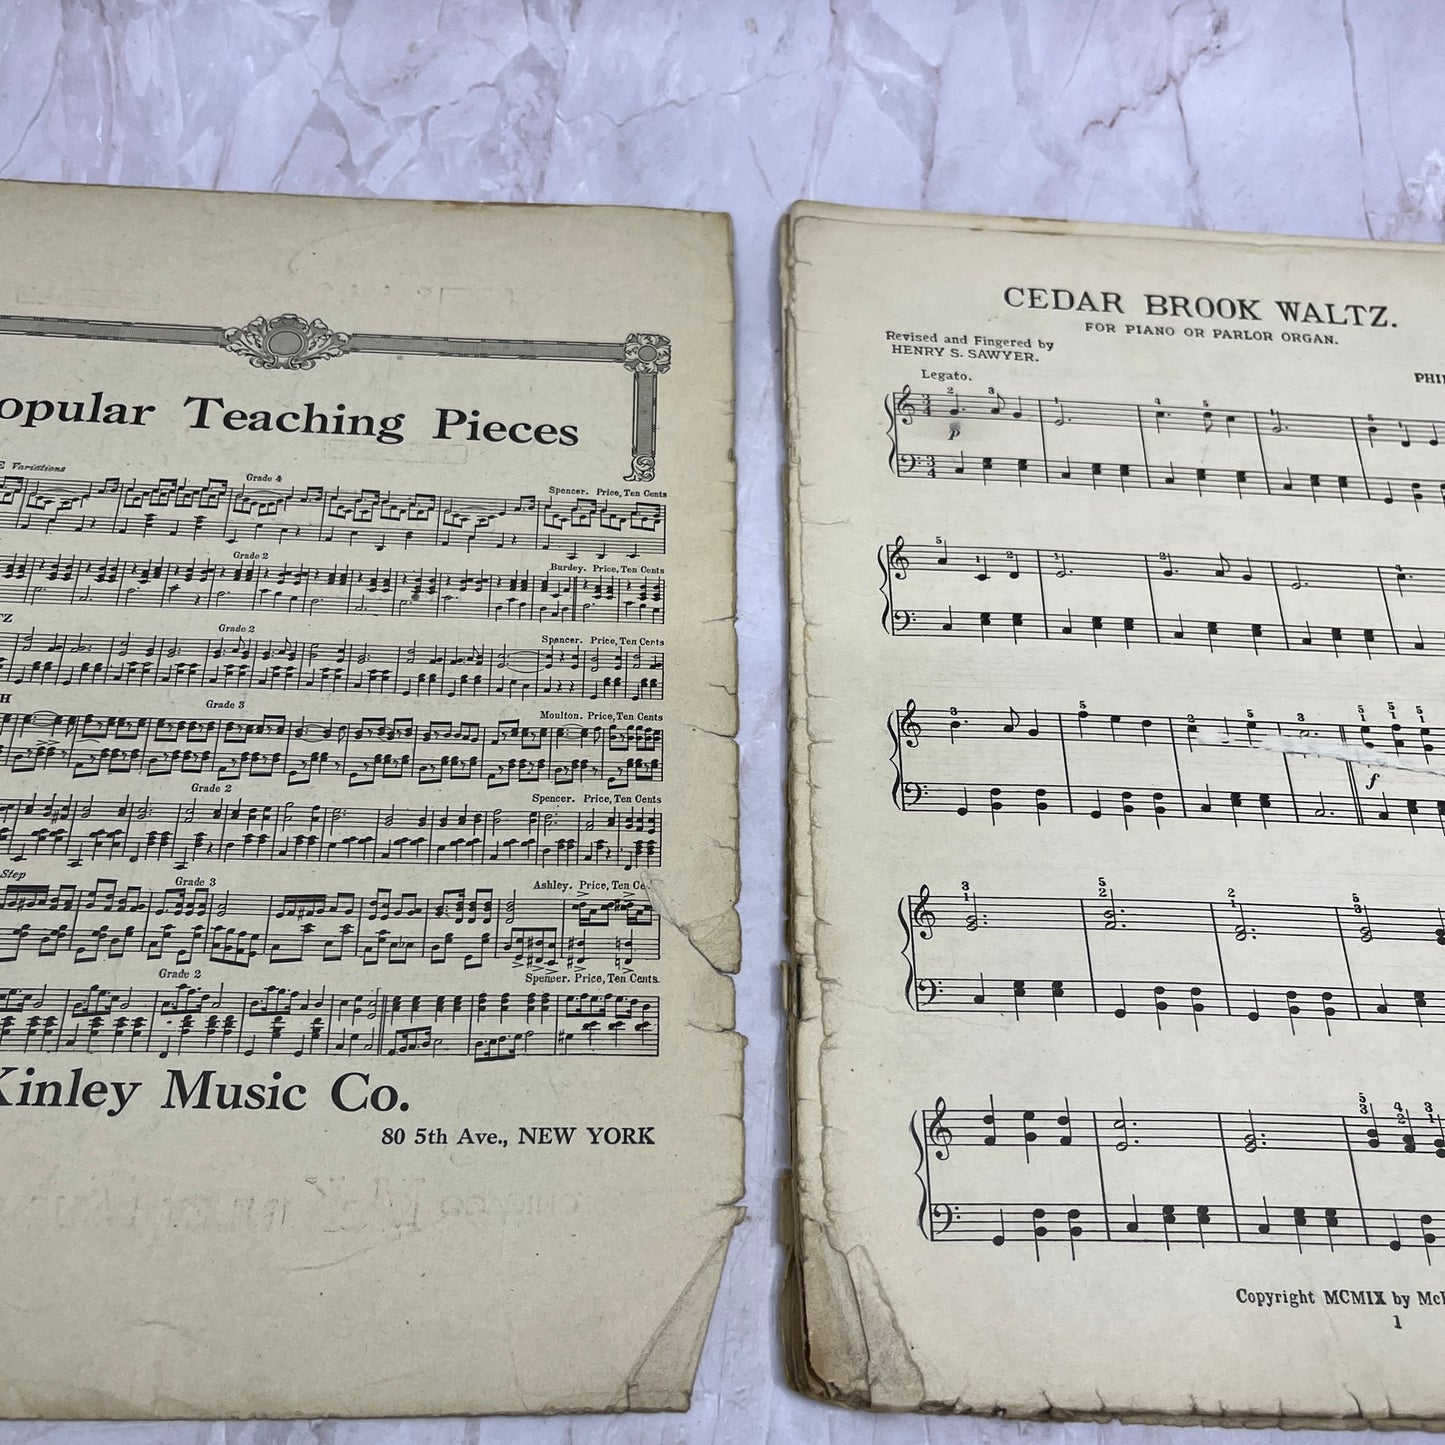 opular Teaching Pieces
E Variations
Grade 4
Spencer. Price, Ten Cents
Grade 2
Burdey. Price, Ten Cents
TZ
Grade 2
Spencer. Price, Ten Cents
H
Grade 3
Moulton. Price, Ten Cents
Grade 2
Spencer. Price, Ten Cents
Step
Grade 3
Ashley. Price, Ten Ce
Grade 2
Spencer. Price, Ten Cents.
Kinley Music Co.
80 5th Ave., NEW YORK
CEDAR BROOK WALTZ.
FOR PIANO OR PARLOR ORGAN.
Revised and Fingered by
HENRY S. SAWYER.
PHI
Legato.
p
f
Copyright MCMIX by Mc
1